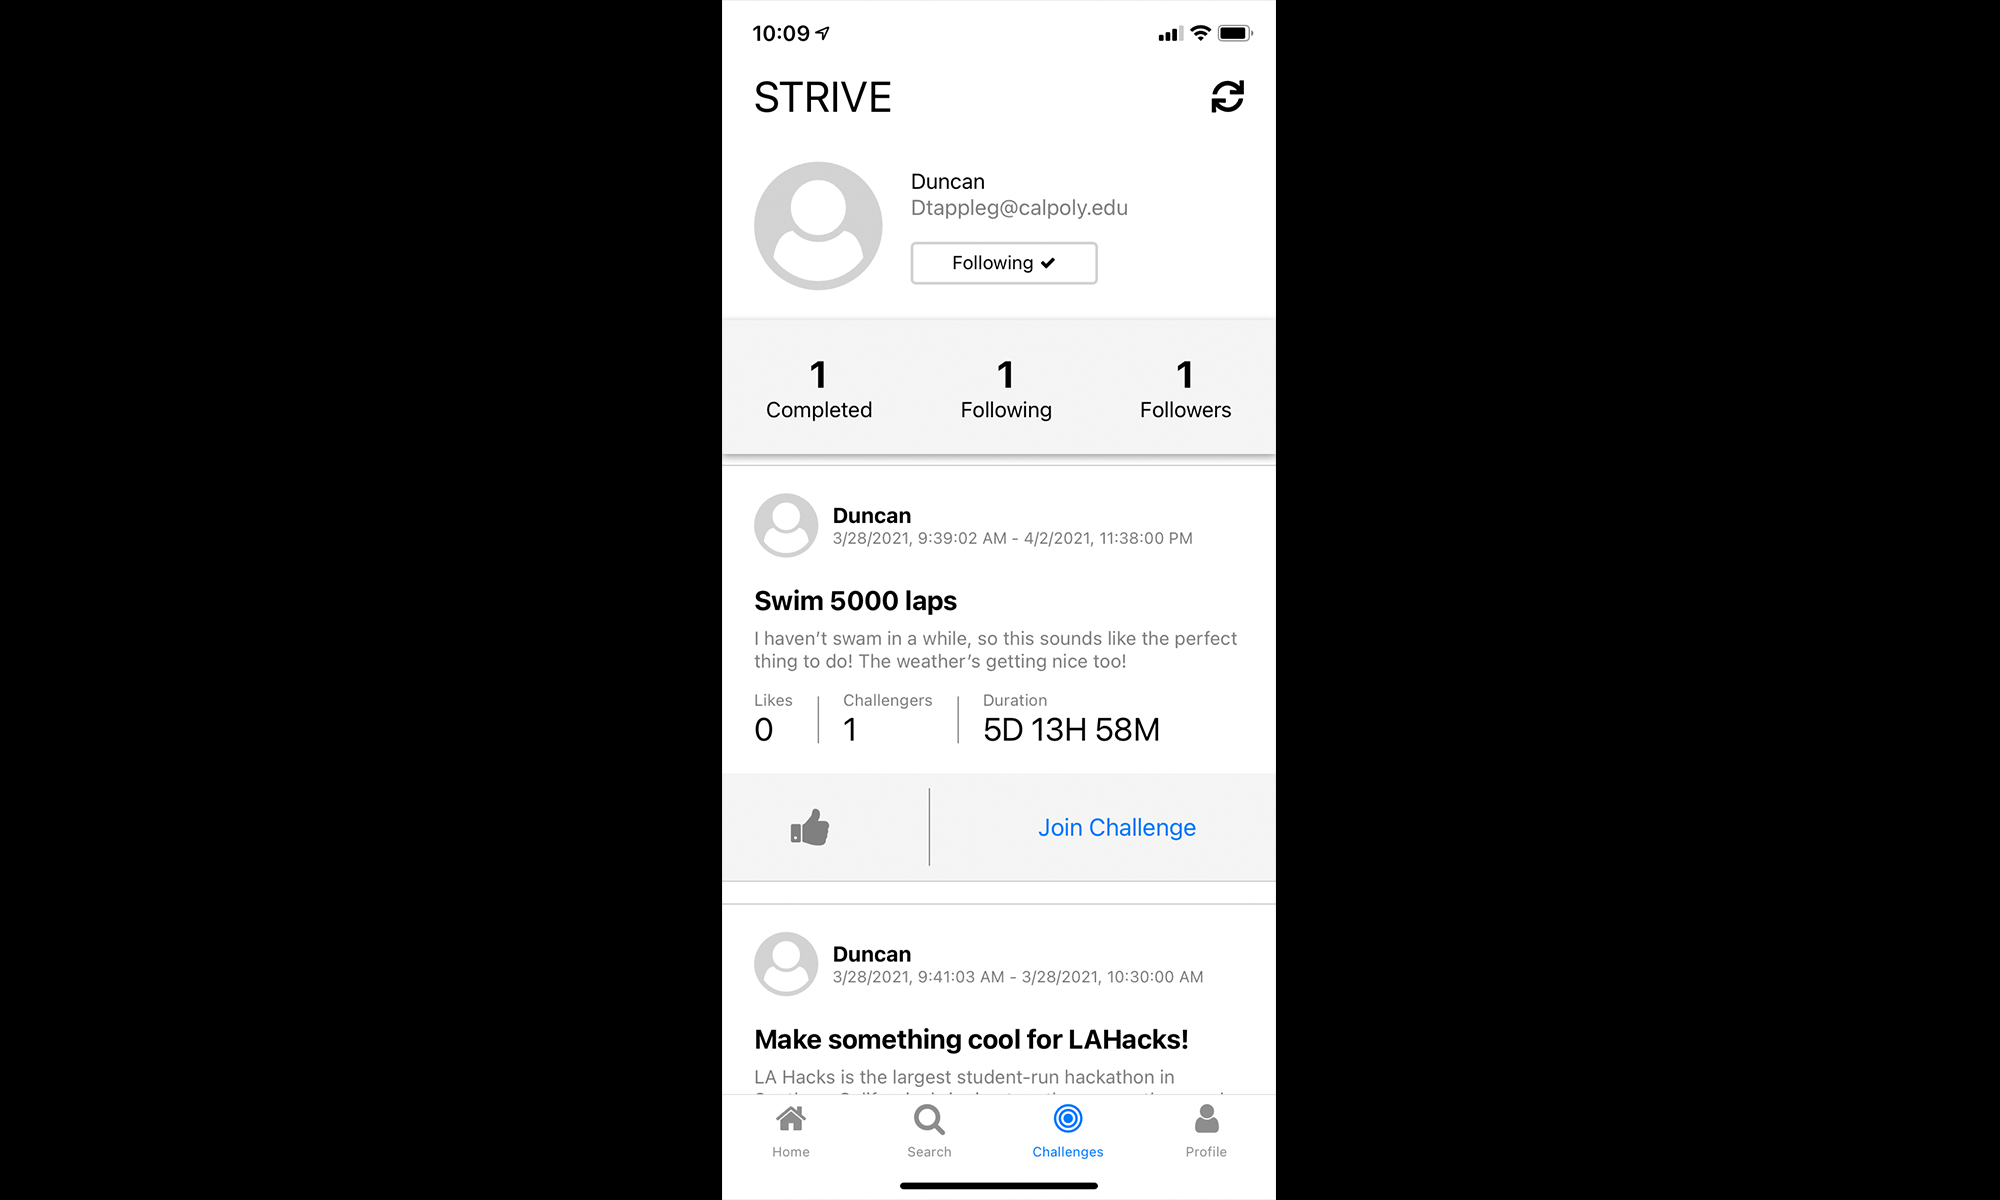 10:09
STRIVE
Duncan
Dtappleg@calpoly.edu
Following
1 1 1
Completed Following Followers
Duncan
3/28/2021, 9:39:02 AM - 4/2/2021, 11:38:00 PM
Swim 5000 laps
I haven’t swam in a while, so this sounds like the perfect
thing to do! The weather’s getting nice too!
Likes Challengers Duration
0 1 5D 13H 58M
Join Challenge
Duncan
3/28/2021, 9:41:03 AM - 3/28/2021, 10:30:00 AM
Make something cool for LAHacks!
LA Hacks is the largest student-run hackathon in
Home Search Challenges Profile